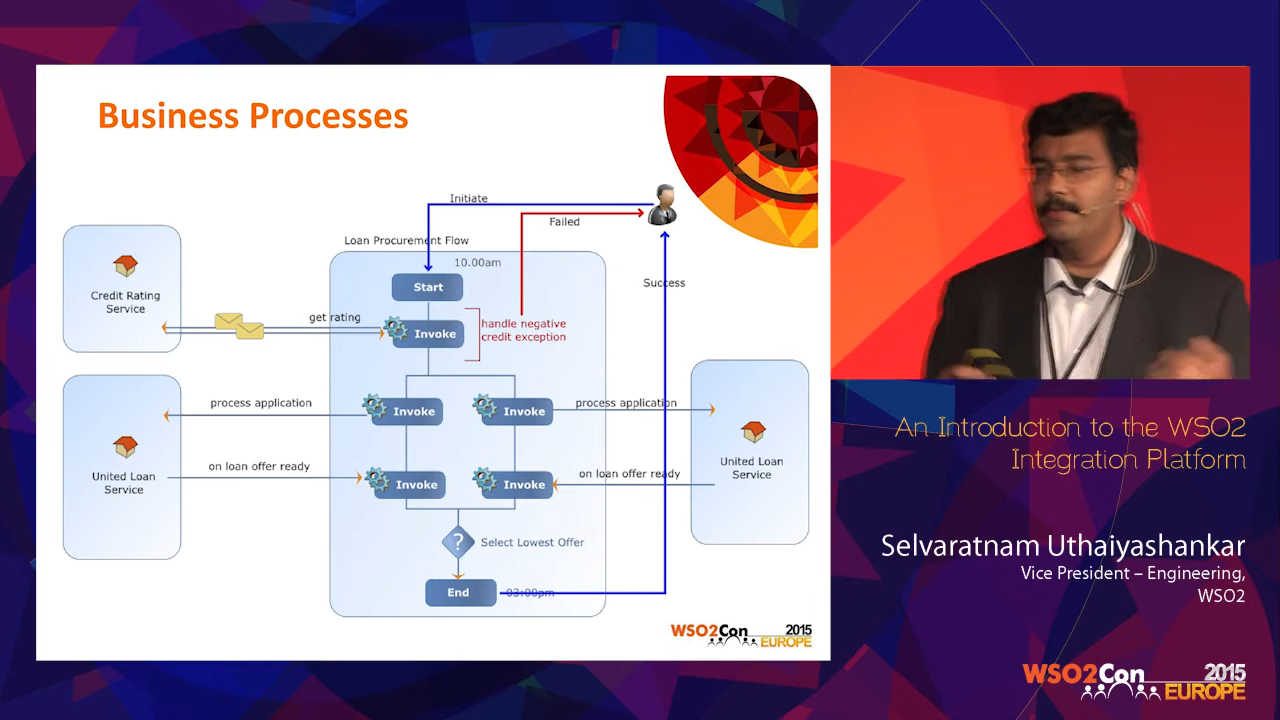 Business Processes
Initiate
Failed
Loan Procurement Flow
10.00am
Start
Success
Credit Rating
Service
get rating
Invoke
handle negative
credit exception
process application
Invoke
Invoke
process application
United Loan
Service
on loan offer ready
Invoke
Invoke
on loan offer ready
United Loan
Service
?
Select Lowest Offer
End
03:00pm
WSO2Con 2015
EUROPE
An Introduction to the WSO2
Integration Platform
Selvaratnam Uthaiyashankar
Vice President – Engineering,
WSO2
WSO2Con 2015
EUROPE